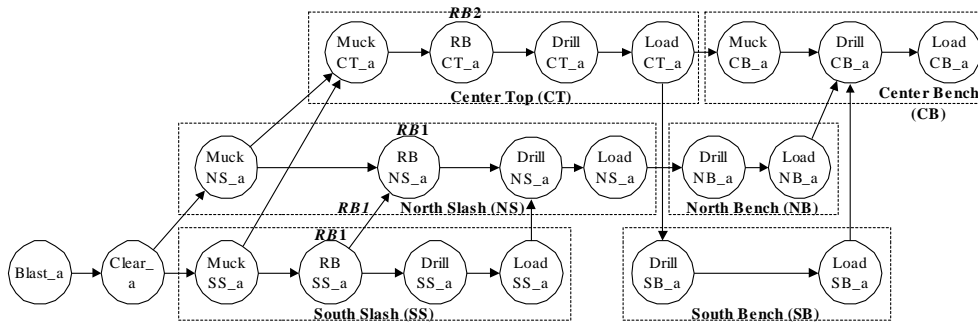 RB2
Muck
CT_a
RB
CT_a
Drill
CT_a
Load
CT_a
Muck
CB_a
Drill
CB_a
Load
CB_a
Center Top (CT)
Center Bench
(CB)
Muck
NS_a
RB1
RB
NS_a
Drill
NS_a
Load
NS_a
Drill
NB_a
Load
NB_a
RB1
North Slash (NS)
North Bench (NB)
Blast_a
Clear_
a
Muck
SS_a
RB1
RB
SS_a
Drill
SS_a
Load
SS_a
Drill
SB_a
Load
SB_a
South Slash (SS)
South Bench (SB)